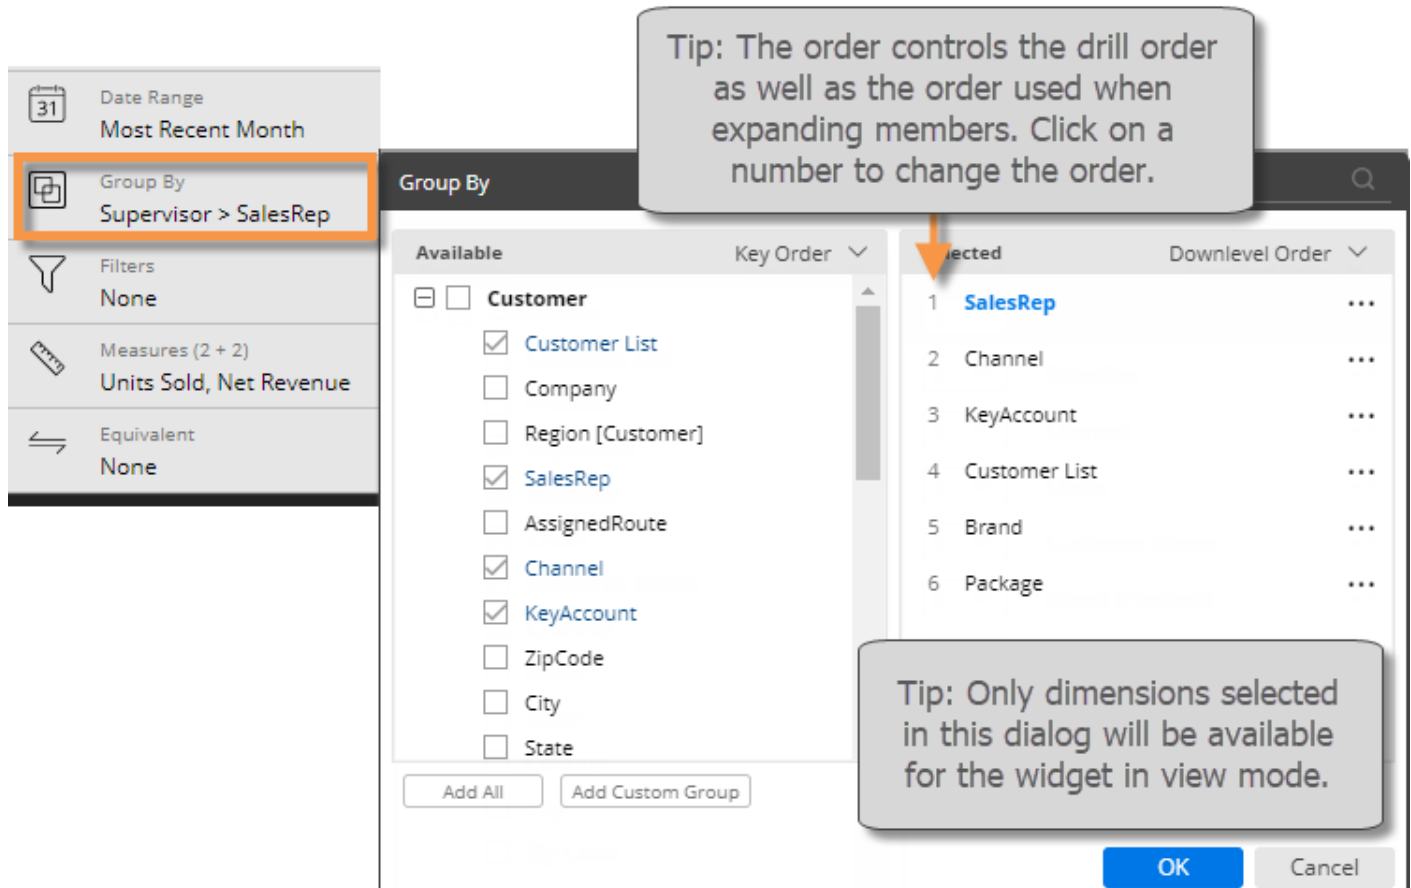 Tip: The order controls the drill order
as well as the order used when
expanding members. Click on a
number to change the order.
31
Date Range
Most Recent Month
Group By
Supervisor > SalesRep
Filters
None
Measures (2 + 2)
Units Sold, Net Revenue
Equivalent
None
Group By
Available
Key Order
Customer
Customer List
Company
Region [Customer]
SalesRep
AssignedRoute
Channel
KeyAccount
ZipCode
City
State
Add All
Add Custom Group
ected
Downlevel Order
1 SalesRep
2 Channel
3 KeyAccount
4 Customer List
5 Brand
6 Package
Tip: Only dimensions selected
in this dialog will be available
for the widget in view mode.
OK
Cancel